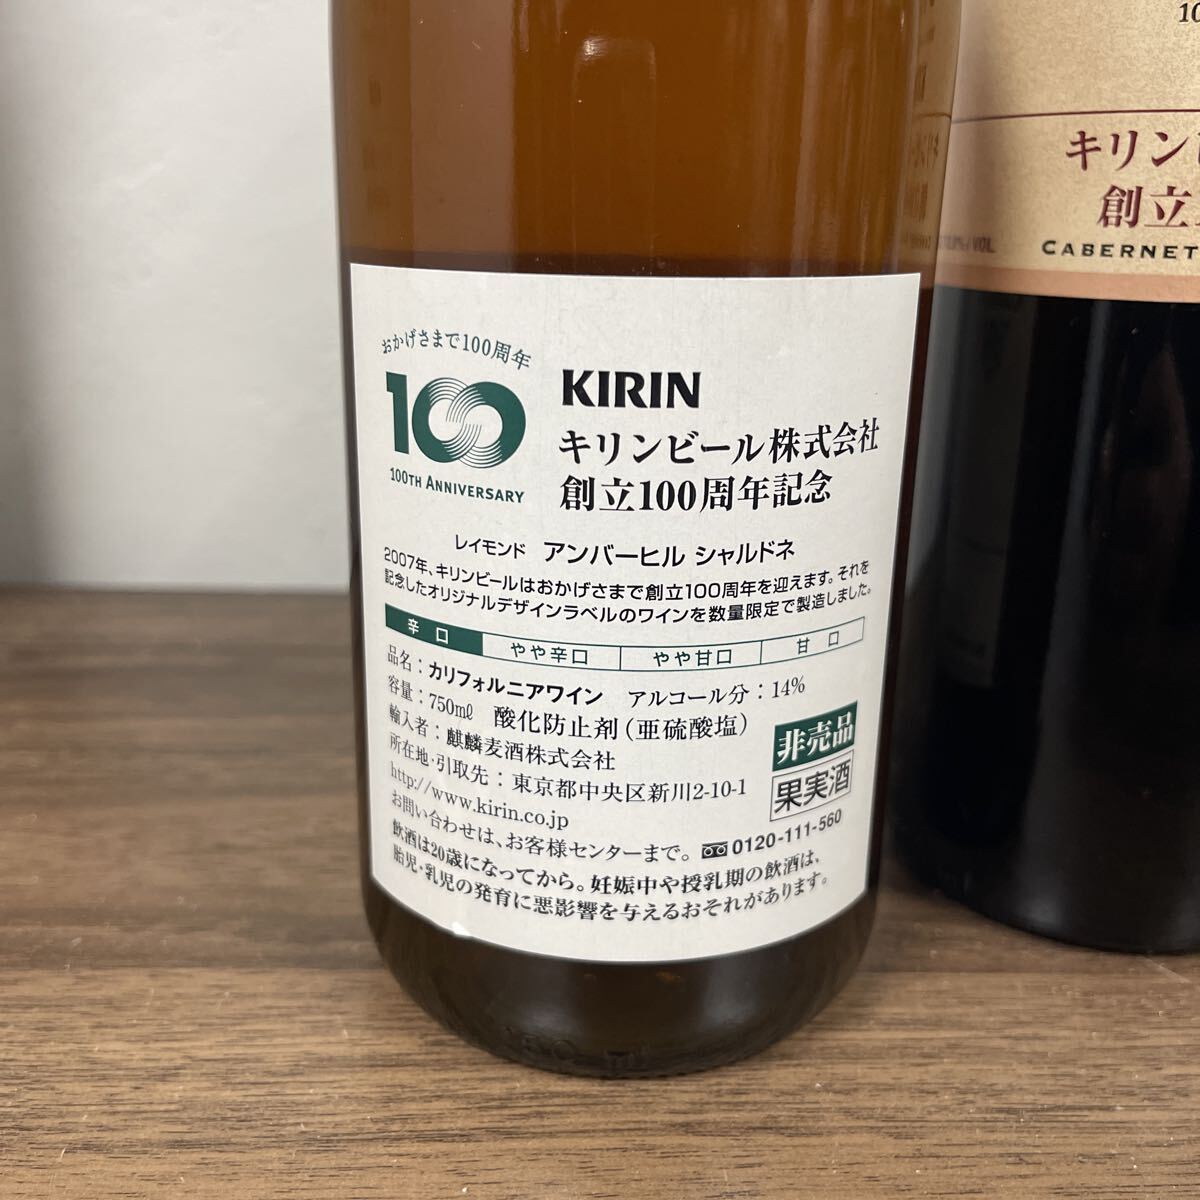 おかげさまで100周年
100
100TH ANNIVERSARY
KIRIN
キリンビール株式会社
創立100周年記念
レイモンド アンバーヒル シャルドネ
2007年、キリンビールはおかげさまで創立100周年を迎えます。それを
記念したオリジナルデザインラベルのワインを数量限定で製造しました。
辛口 やや辛口 やや甘口 甘口
品名：カリフォルニアワイン アルコール分：14%
容量：750mℓ 酸化防止剤（亜硫酸塩）
輸入者：麒麟麦酒株式会社
所在地・引取先：東京都中央区新川2-10-1
非売品
果実酒
http://www.kirin.co.jp
お問い合わせは、お客様センターまで。 0120-111-560
飲酒は20歳になってから。妊娠中や授乳期の飲酒は、
胎児・乳児の発育に悪影響を与えるおそれがあります。
10
キリン
創立
CABERNET